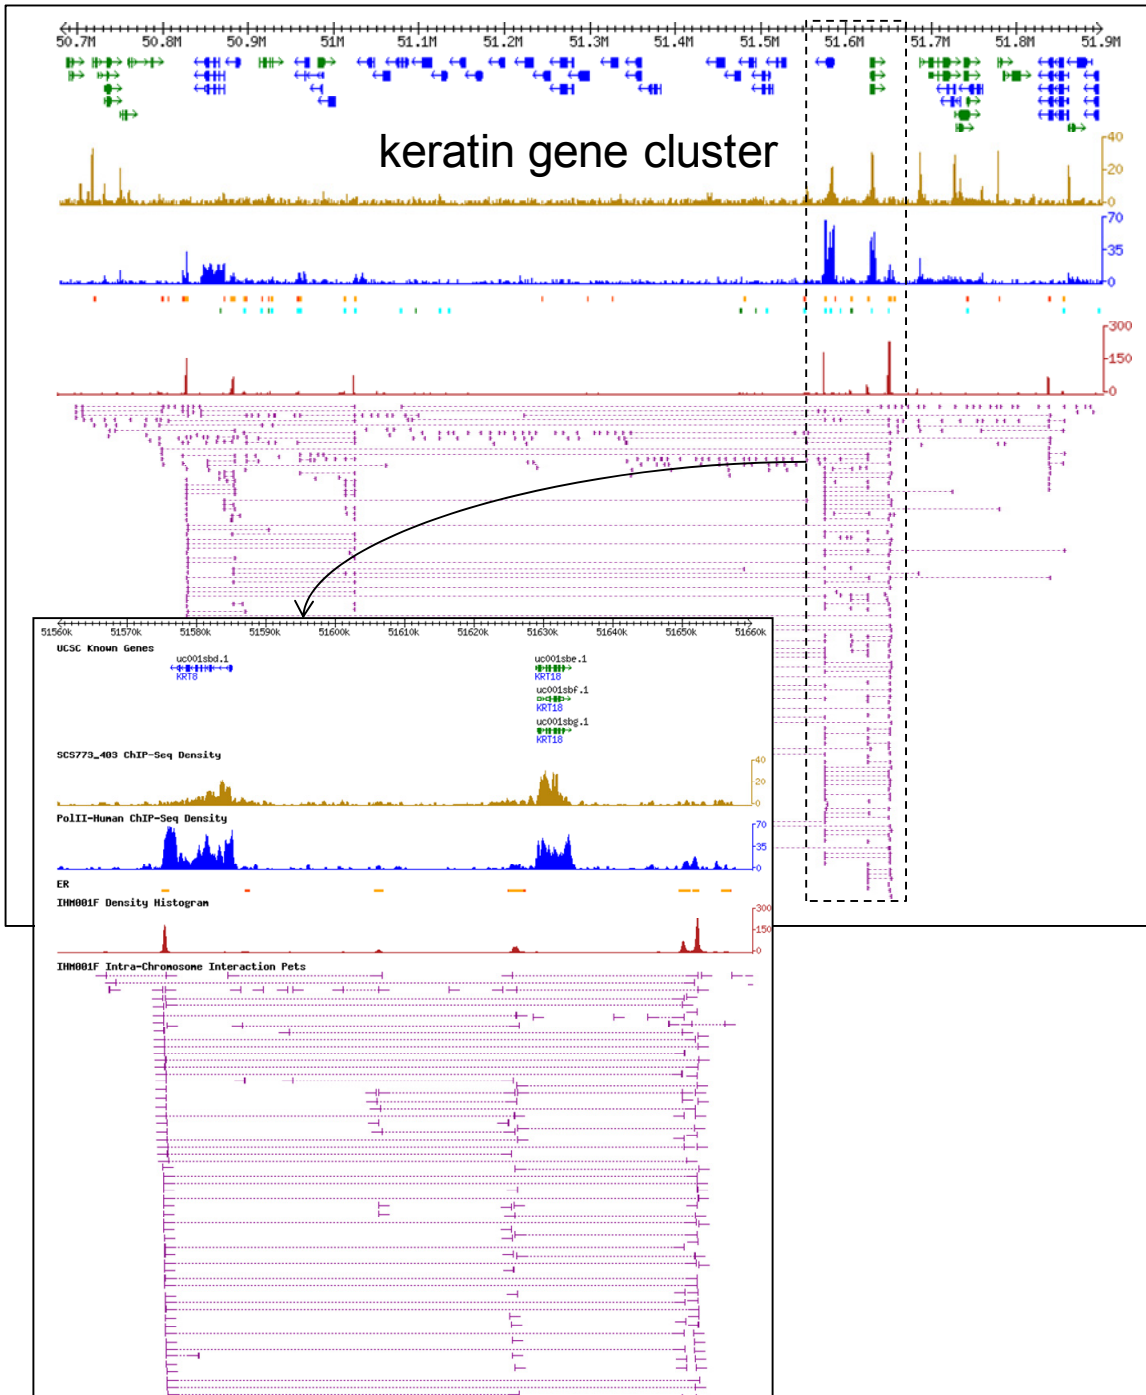 50.7M 50.8M 50.9M 51M 51.1M 51.2M 51.3M 51.4M 51.5M 51.6M 51.7M 51.8M 51.9M
keratin gene cluster
40
20
0
70
35
0
300
150
0
51560k 51570k 51580k 51590k 51600k 51610k 51620k 51630k 51640k 51650k 51660k
UCSC Known Genes
uc001sbd.1 uc001sbe.1
KRT8 KRT18
uc001sbf.1
KRT18
uc001sbg.1
KRT18
SCS773_403 ChIP-Seq Density
40
20
0
PolII-Human ChIP-Seq Density
70
35
0
ER
IHM001F Density Histogram
300
150
0
IHM001F Intra-Chromosome Interaction Pets